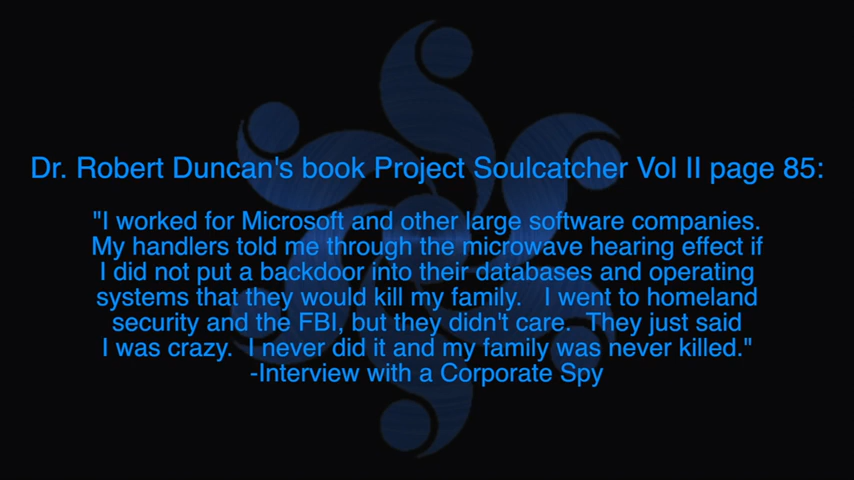 Dr. Robert Duncan's book Project Soulcatcher Vol II page 85:
"I worked for Microsoft and other large software companies.
My handlers told me through the microwave hearing effect if
I did not put a backdoor into their databases and operating
systems that they would kill my family. I went to homeland
security and the FBI, but they didn't care. They just said
I was crazy. I never did it and my family was never killed."
-Interview with a Corporate Spy